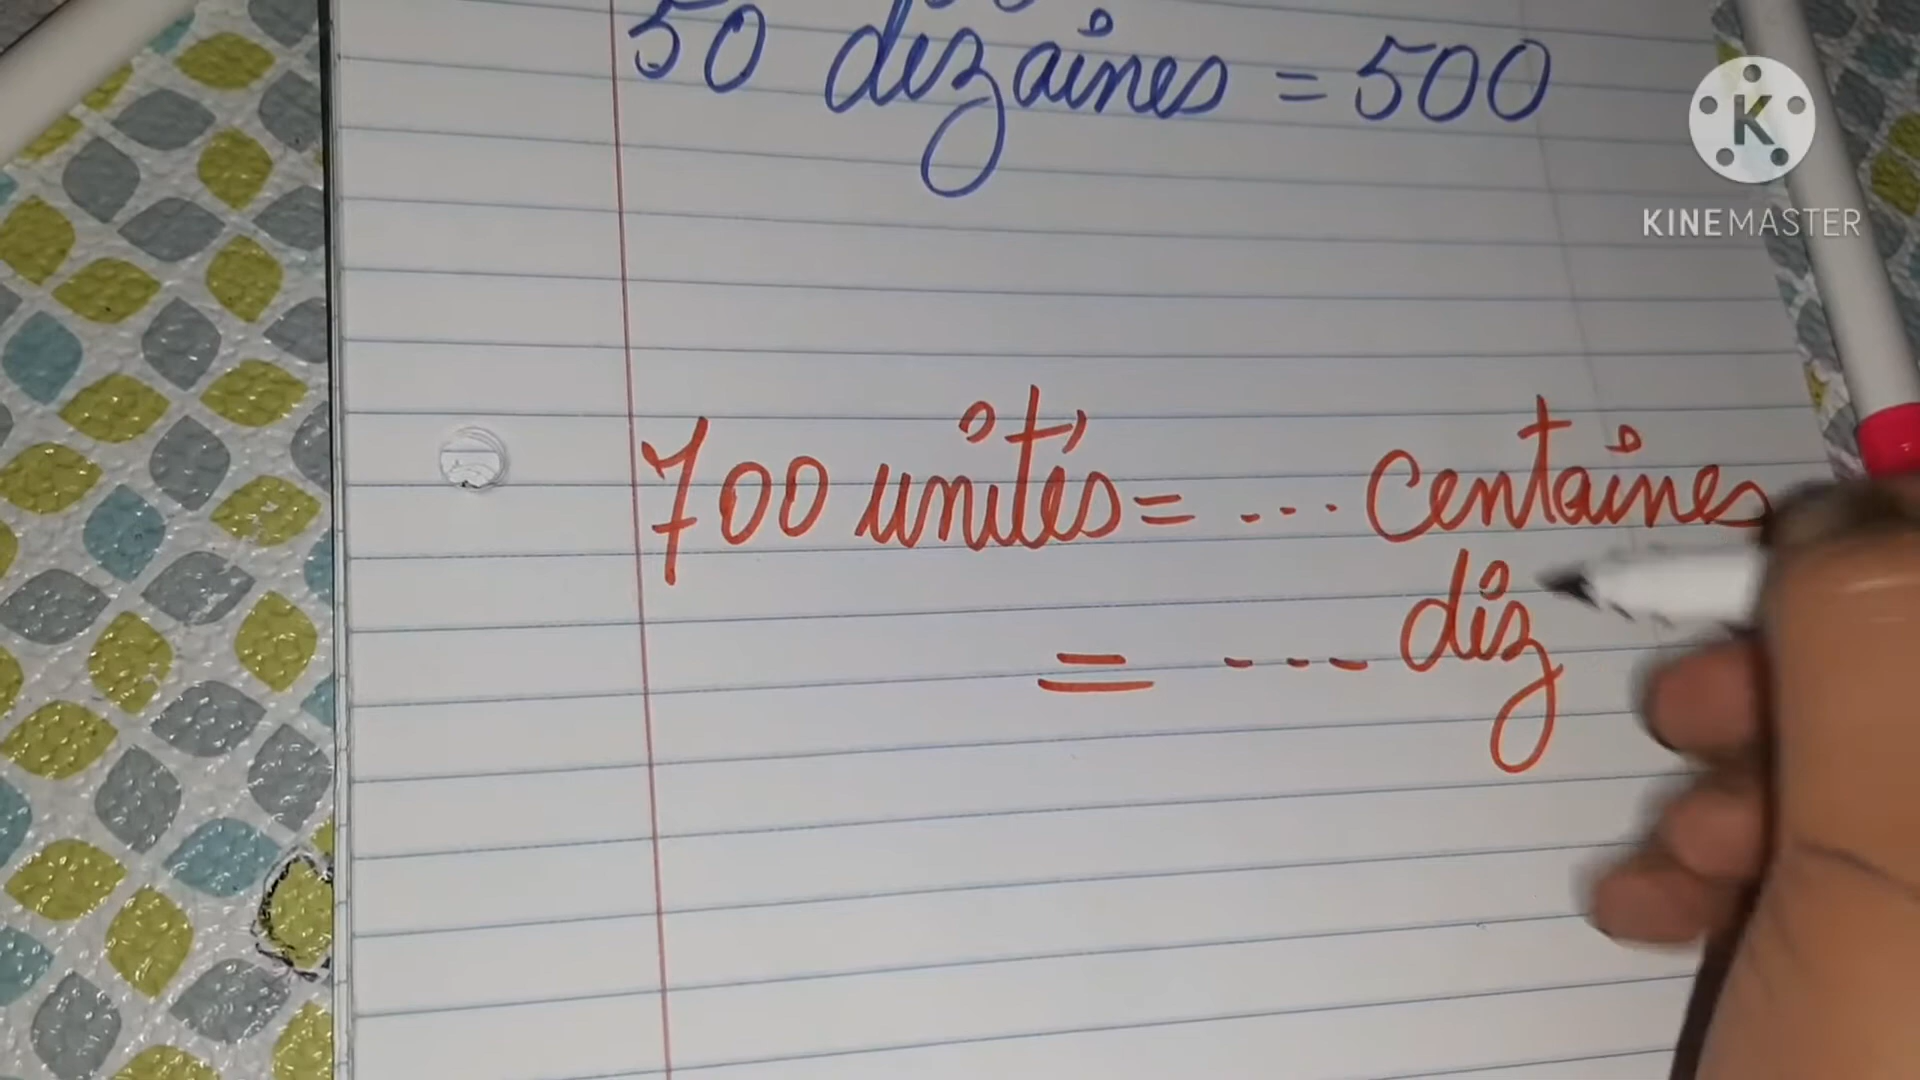 50 dizaines = 500
K
KINEMASTER
700 unités = ... centaines
= ... diz